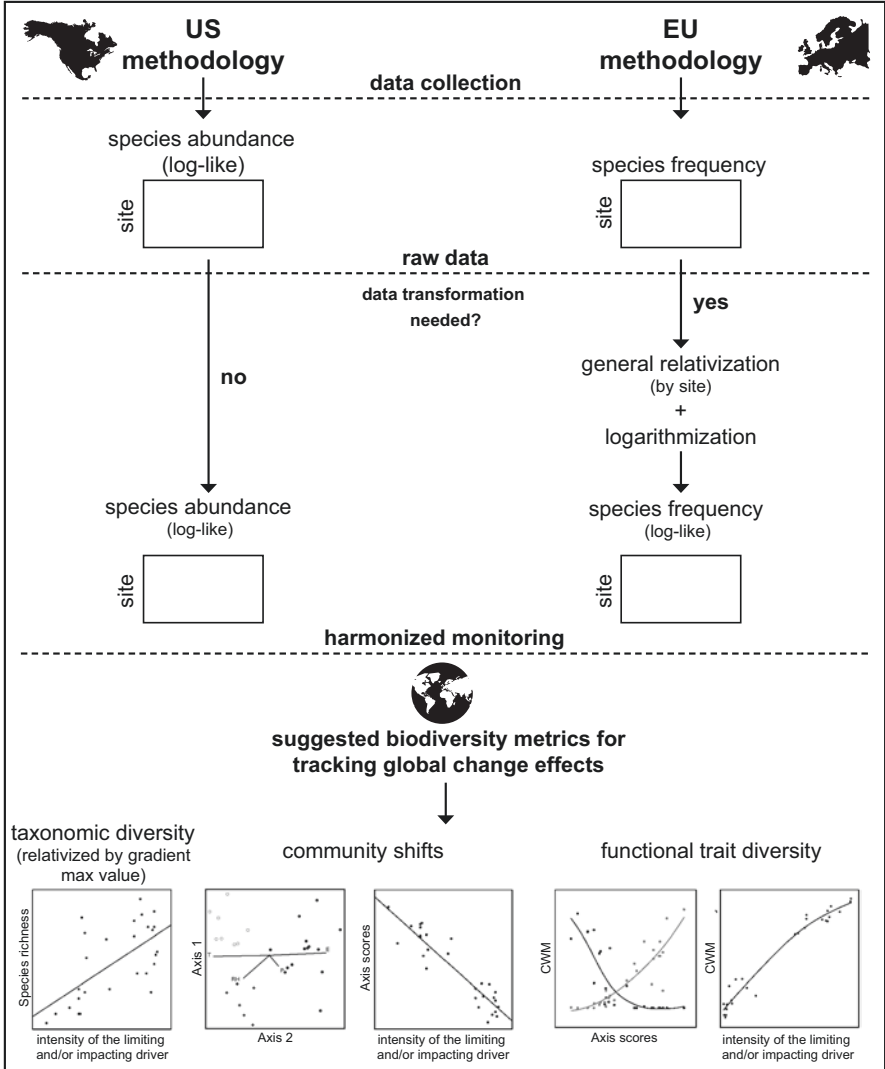 US
methodology
EU
methodology
data collection
species abundance
(log-like)
site
species frequency
site
raw data
data transformation
needed?
no
yes
general relativization
(by site)
+
logarithmization
species abundance
(log-like)
site
species frequency
(log-like)
site
harmonized monitoring
suggested biodiversity metrics for
tracking global change effects
taxonomic diversity
(relativized by gradient
max value)
community shifts
functional trait diversity
Species richness
intensity of the limiting
and/or impacting driver
Axis 1
Axis 2
Axis scores
intensity of the limiting
and/or impacting driver
CWM
Axis scores
CWM
intensity of the limiting
and/or impacting driver